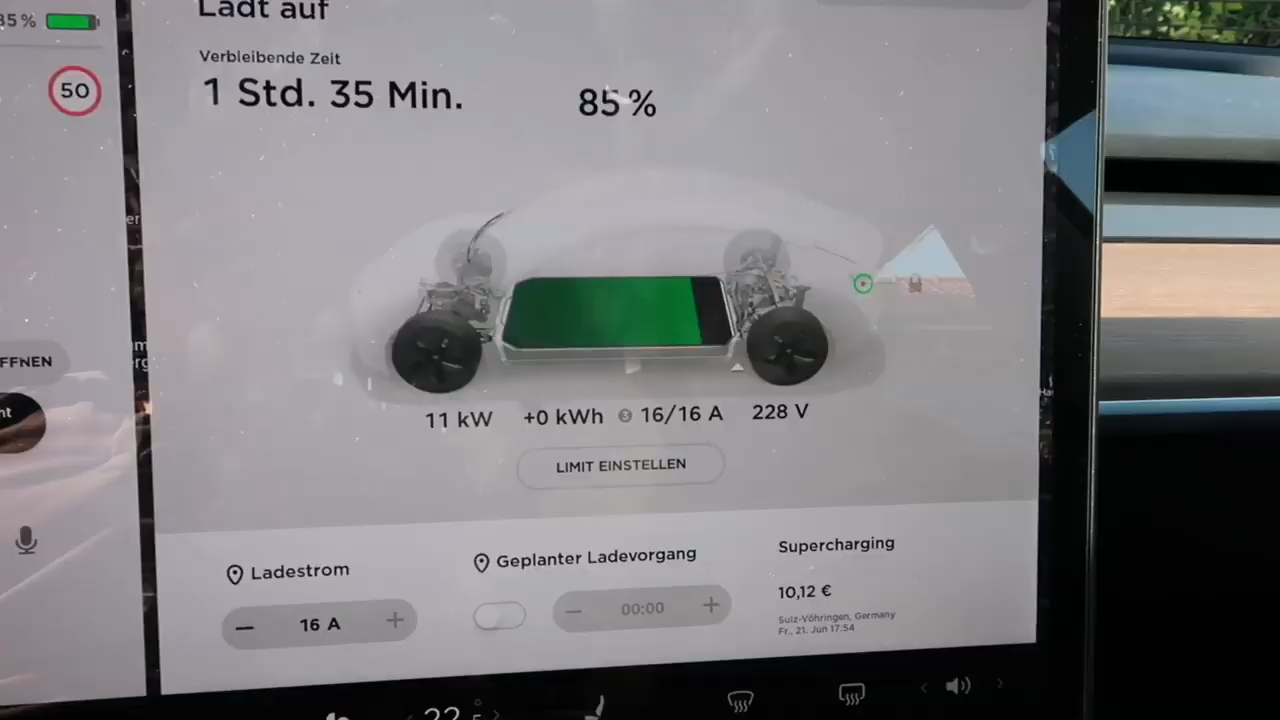 85%
50
Lädt auf
Verbleibende Zeit
1 Std. 35 Min.
85 %
11 kW +0 kWh 3 16/16 A 228 V
LIMIT EINSTELLEN
Ladestrom
− 16 A +
Geplanter Ladevorgang
− 00:00 +
Supercharging
10,12 €
Sulz-Vöhringen, Germany
Fr., 21. Jun 17:54